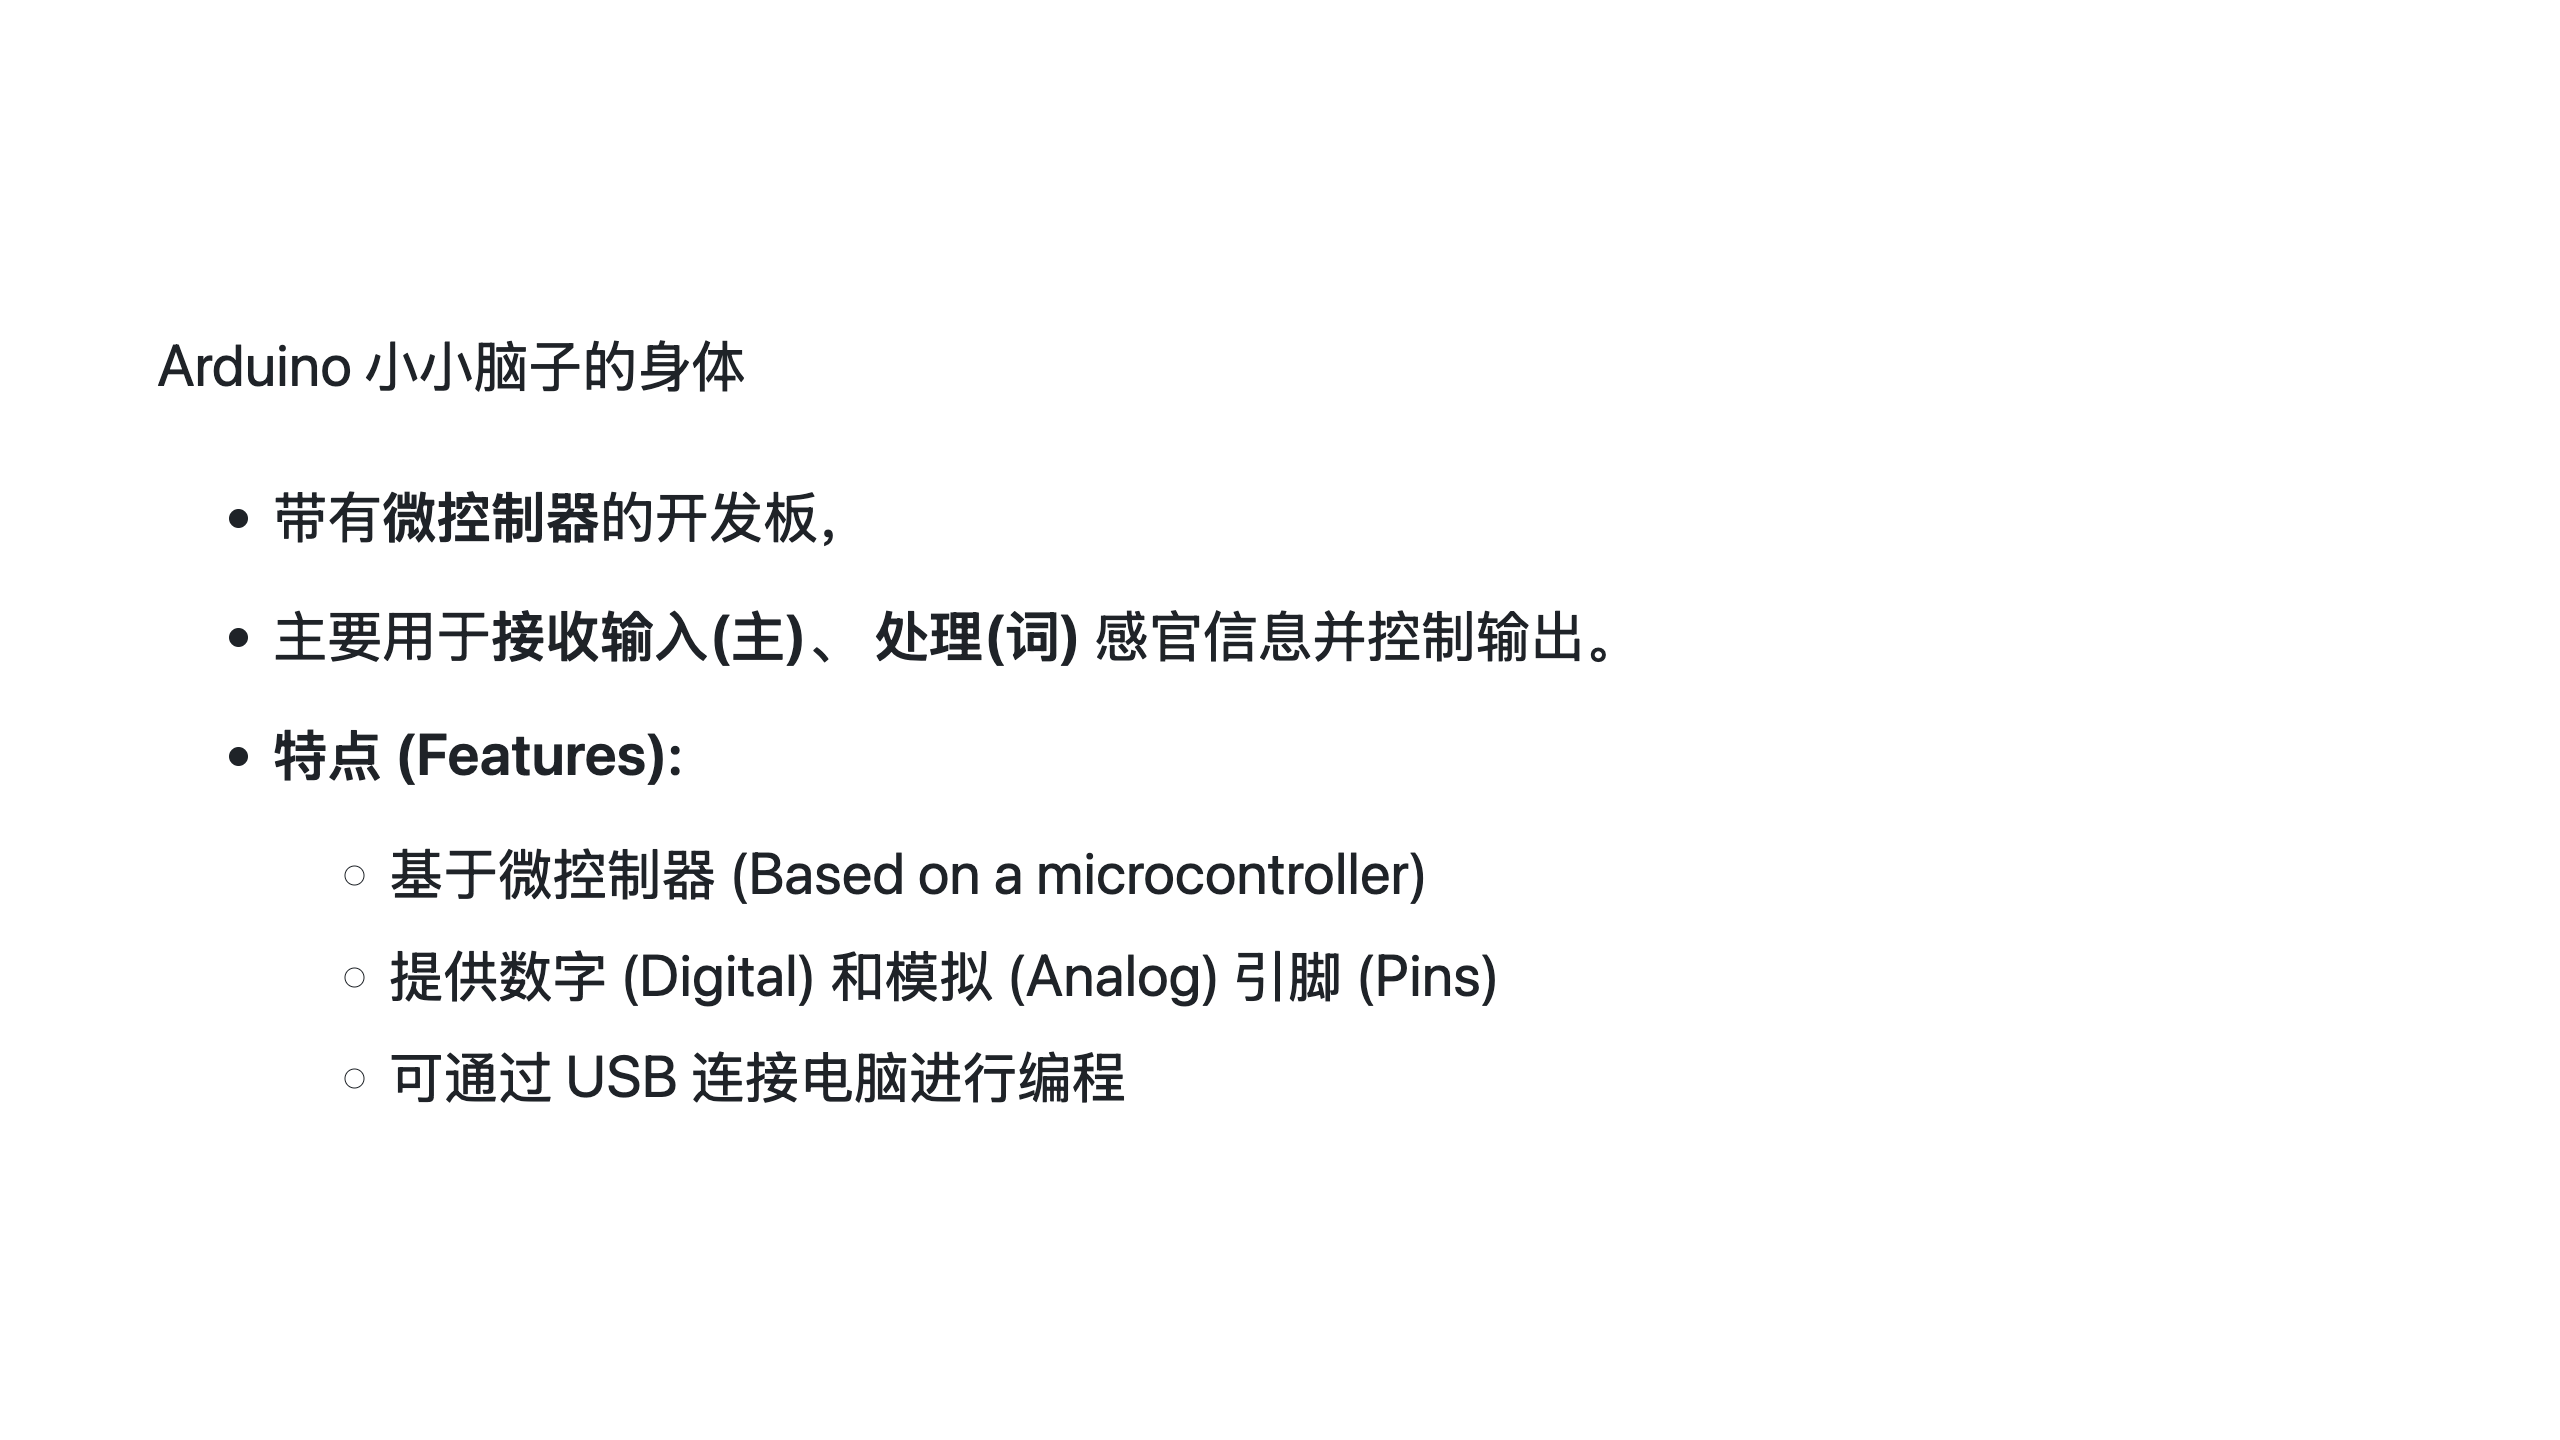 Arduino 小小脑子的身体
带有微控制器的开发板，
主要用于接收输入(主)、 处理(词) 感官信息并控制输出。
特点 (Features):
基于微控制器 (Based on a microcontroller)
提供数字 (Digital) 和模拟 (Analog) 引脚 (Pins)
可通过 USB 连接电脑进行编程